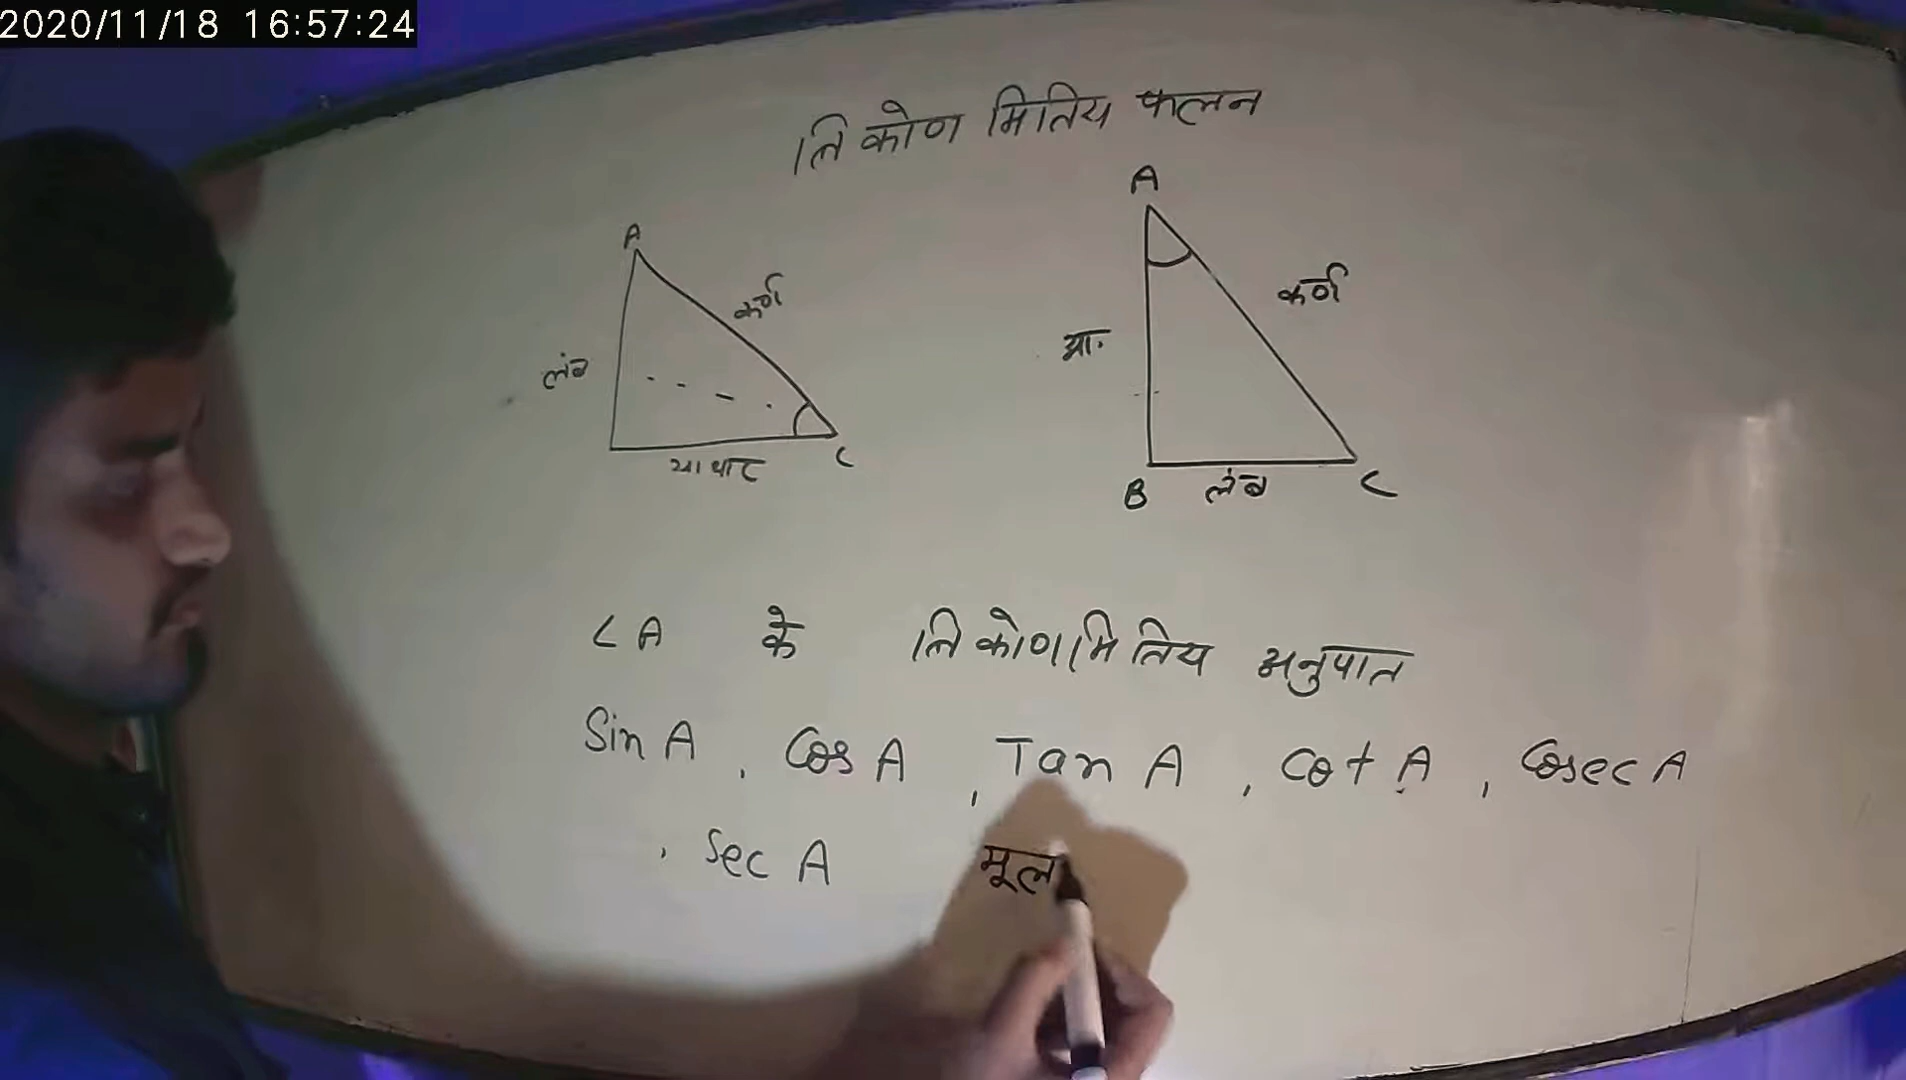 2020/11/18 16:57:24
त्रिकोण मितिय फलन
A
कर्ण
लंब
आधार
C
A
कर्ण
आ.
B
लंब
C
∠A के त्रिकोणमितिय अनुपात
Sin A , Cos A , Tan A , Cot A , Cosec A
, Sec A मूल